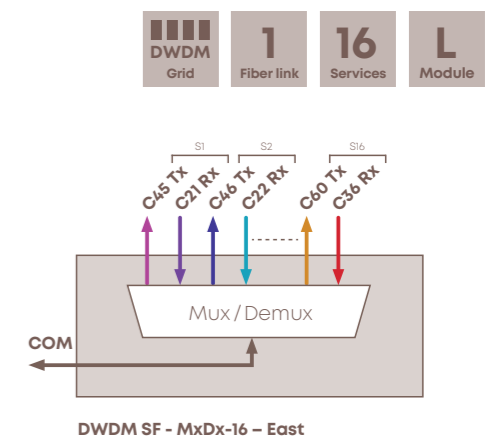 DWDM
Grid
1
Fiber link
16
Services
L
Module
S1
S2
S16
C45 Tx
C21 Rx
C46 Tx
C22 Rx
C60 Tx
C36 Rx
Mux / Demux
COM
DWDM SF - MxDx-16 – East